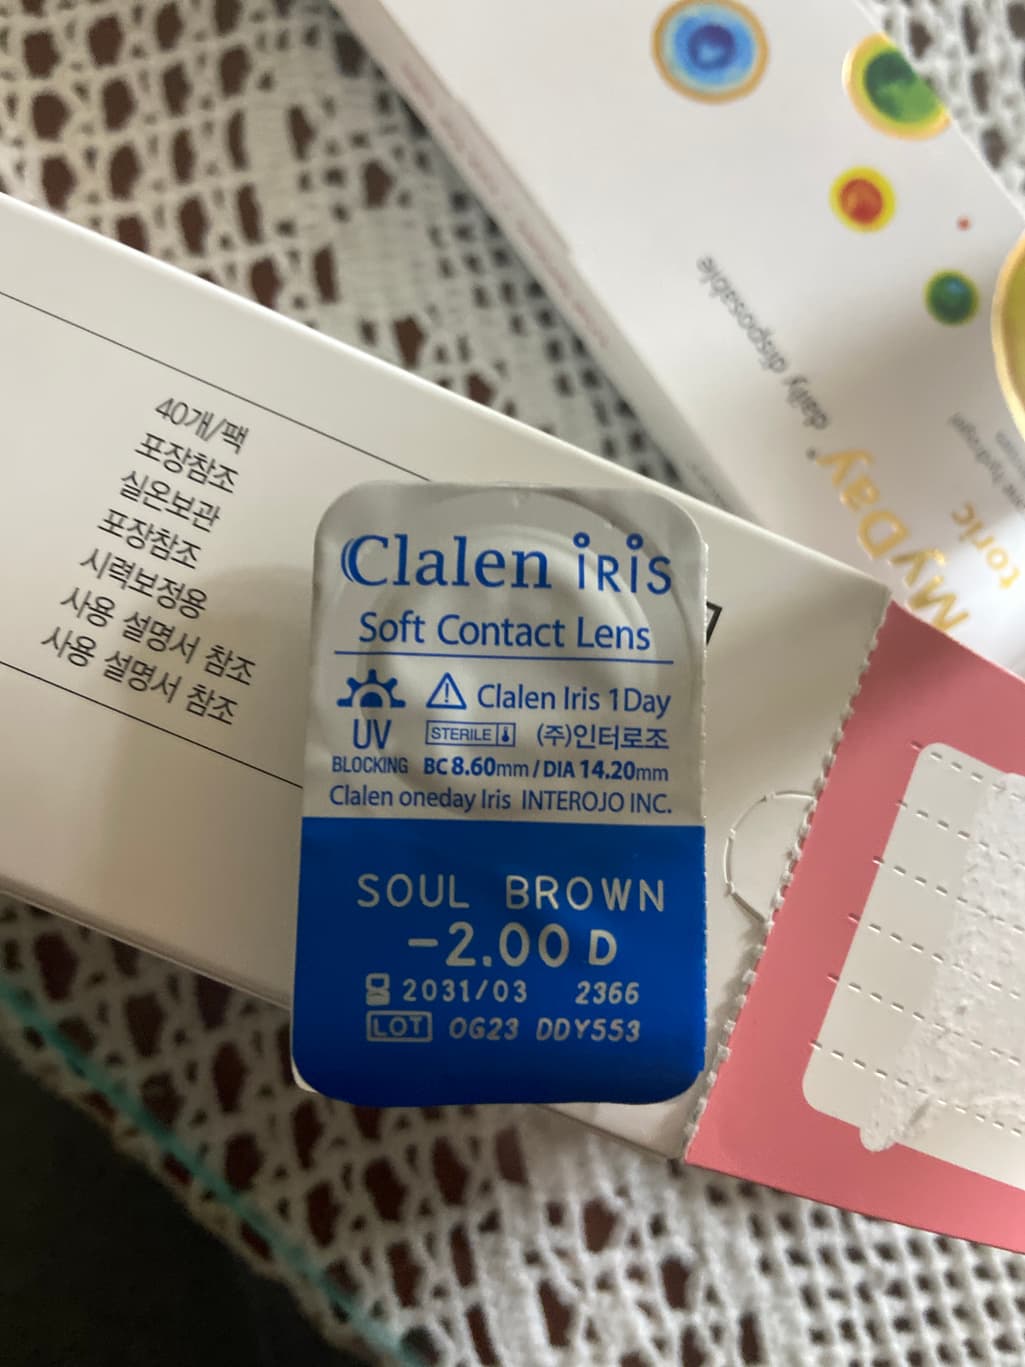 daily disposable
MyDay
toric
40개/팩
포장참조
실온보관
포장참조
시력보정용
사용 설명서 참조
사용 설명서 참조
Clalen iRiS
Soft Contact Lens
Clalen Iris 1Day
UV
BLOCKING
STERILE
(주)인터로조
BC 8.60mm / DIA 14.20mm
Clalen oneday Iris INTEROJO INC.
SOUL BROWN
-2.00 D
2031/03 2366
LOT OG23 DDY553